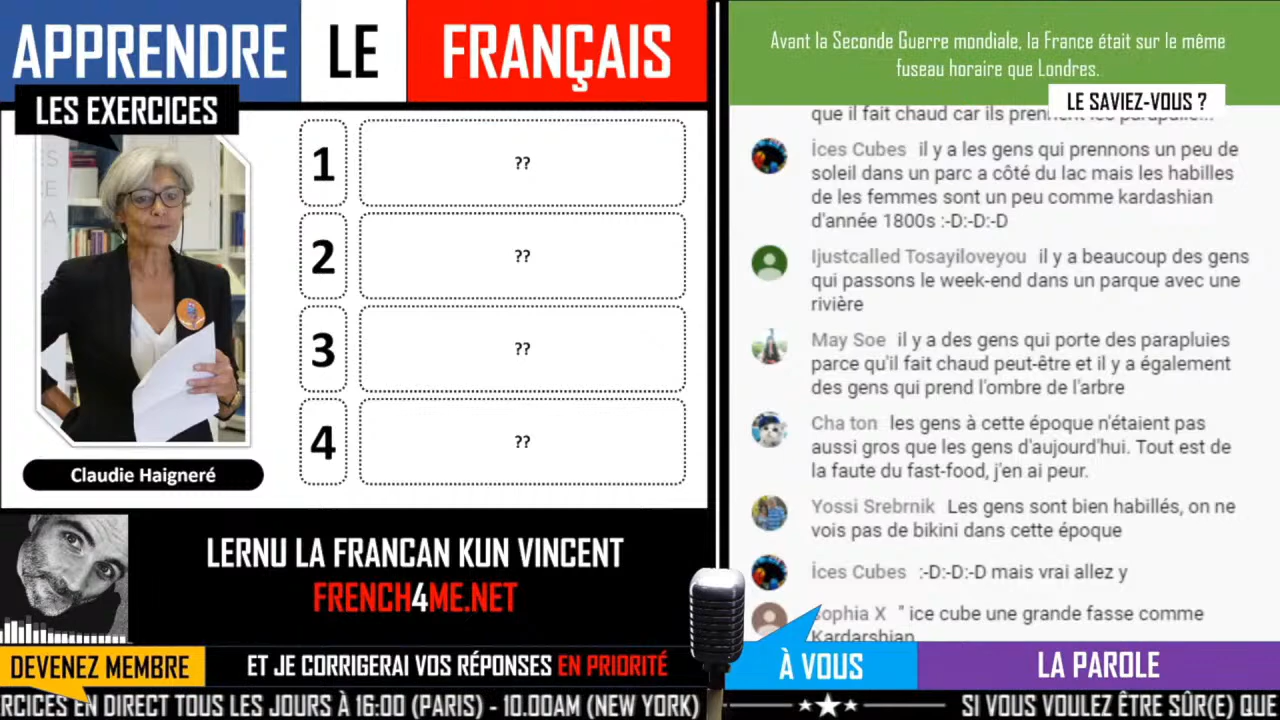 APPRENDRE LE FRANÇAIS
LES EXERCICES
1 ??
2 ??
3 ??
4 ??
Claudie Haigneré
LERNU LA FRANCAN KUN VINCENT
FRENCH4ME.NET
DEVENEZ MEMBRE
ET JE CORRIGERAI VOS RÉPONSES EN PRIORITÉ
RCICES EN DIRECT TOUS LES JOURS À 16:00 (PARIS) - 10.00AM (NEW YORK)
Avant la Seconde Guerre mondiale, la France était sur le même
fuseau horaire que Londres.
LE SAVIEZ-VOUS ?
que il fait chaud car ils
İces Cubes il y a les gens qui prennons un peu de
soleil dans un parc a côté du lac mais les habilles
de les femmes sont un peu comme kardashian
d'année 1800s :-D:-D:-D
Ijustcalled Tosayiloveyou il y a beaucoup des gens
qui passons le week-end dans un parque avec une
rivière
May Soe il y a des gens qui porte des parapluies
parce qu'il fait chaud peut-être et il y a également
des gens qui prend l'ombre de l'arbre
Cha ton les gens à cette époque n'étaient pas
aussi gros que les gens d'aujourd'hui. Tout est de
la faute du fast-food, j'en ai peur.
Yossi Srebrnik Les gens sont bien habillés, on ne
vois pas de bikini dans cette époque
İces Cubes :-D:-D:-D mais vrai allez y
sophia X " ice cube une grande fasse comme
Kardarshian
À VOUS
LA PAROLE
SI VOUS VOULEZ ÊTRE SÛR(E) QUE